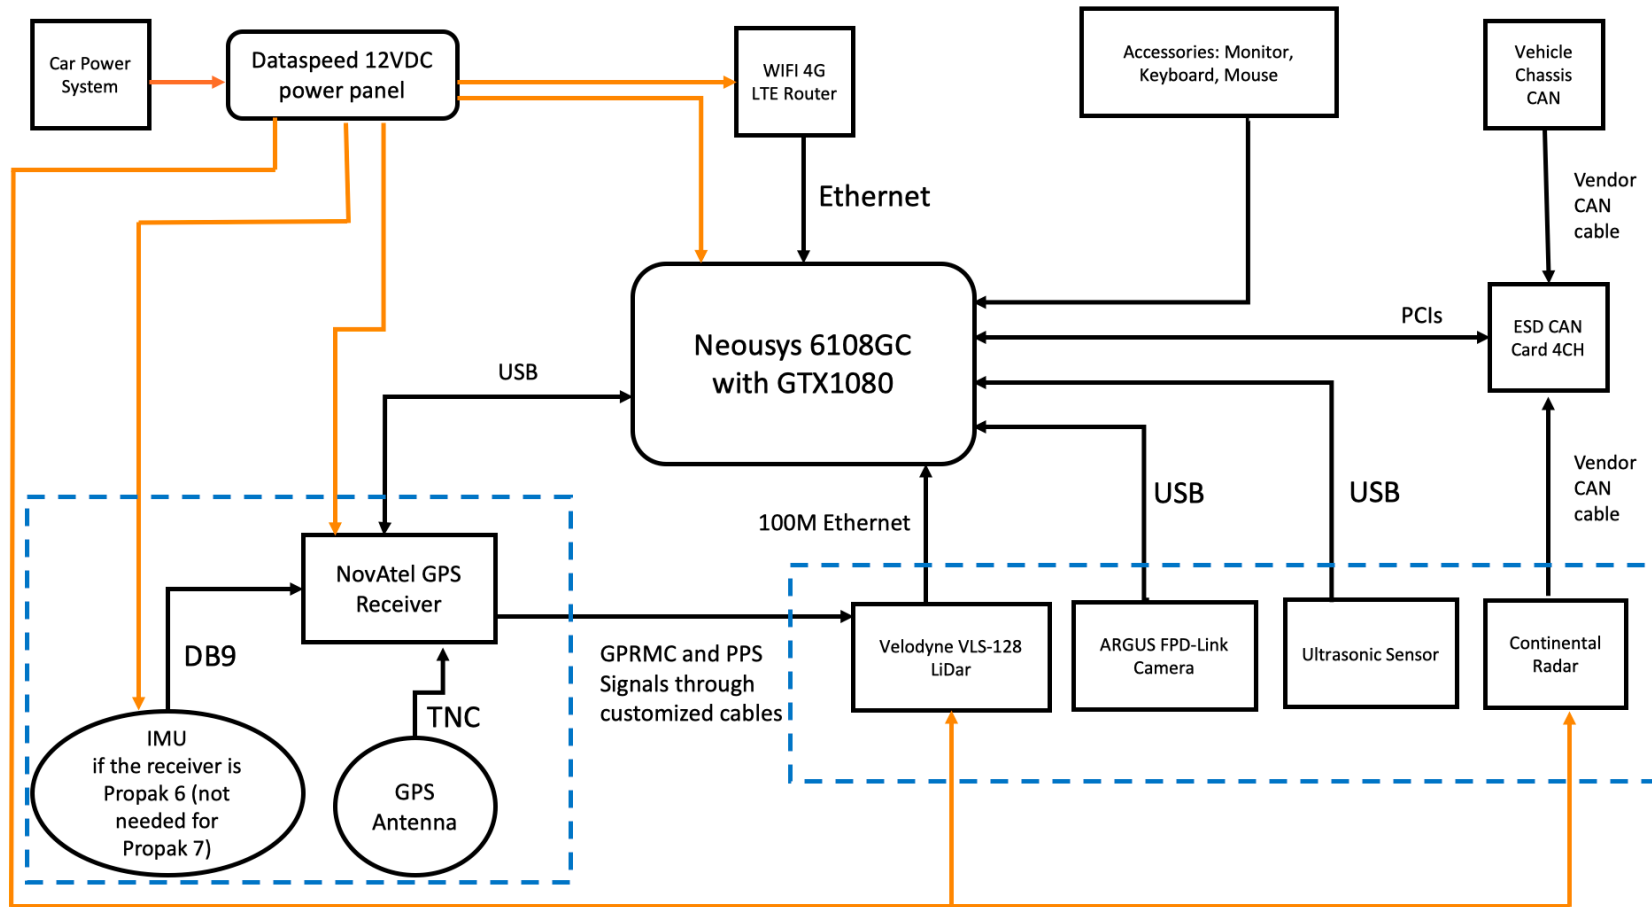 Car Power
System
Dataspeed 12VDC
power panel
WIFI 4G
LTE Router
Accessories: Monitor,
Keyboard, Mouse
Vehicle
Chassis
CAN
Ethernet
Vendor
CAN
cable
Neousys 6108GC
with GTX1080
PCIs
ESD CAN
Card 4CH
USB
100M Ethernet
USB
USB
Vendor
CAN
cable
NovAtel GPS
Receiver
DB9
TNC
GPRMC and PPS
Signals through
customized cables
Velodyne VLS-128
LiDar
ARGUS FPD-Link
Camera
Ultrasonic Sensor
Continental
Radar
IMU
if the receiver is
Propak 6 (not
needed for
Propak 7)
GPS
Antenna